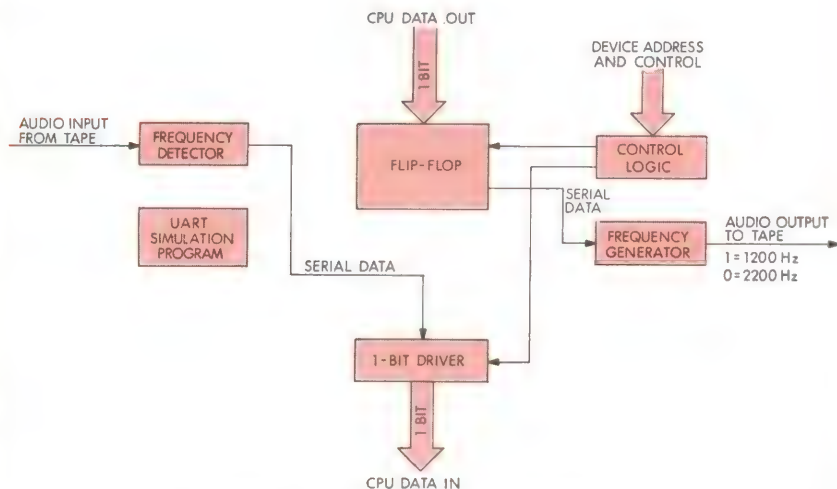 CPU DATA OUT
1 BIT
DEVICE ADDRESS
AND CONTROL
AUDIO INPUT
FROM TAPE
FREQUENCY
DETECTOR
FLIP-FLOP
CONTROL
LOGIC
SERIAL
DATA
UART
SIMULATION
PROGRAM
FREQUENCY
GENERATOR
AUDIO OUTPUT
TO TAPE
1=1200 Hz
0=2200 Hz
SERIAL DATA
1-BIT DRIVER
1 BIT
CPU DATA IN